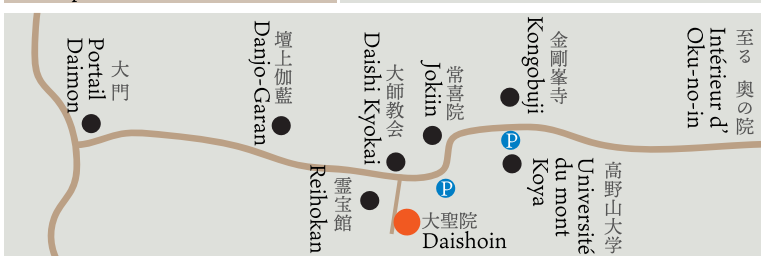 Portail
Daimon
大門
Danjo-Garan
壇上伽藍
Daishi Kyokai
大師教会
Jokiin
常喜院
Kongobuji
金剛峯寺
Intérieur d'
Oku-no-in
至る 奥の院
P
P
Reihokan
霊宝館
大聖院
Daishoin
Université
du mont
Koya
高野山大学